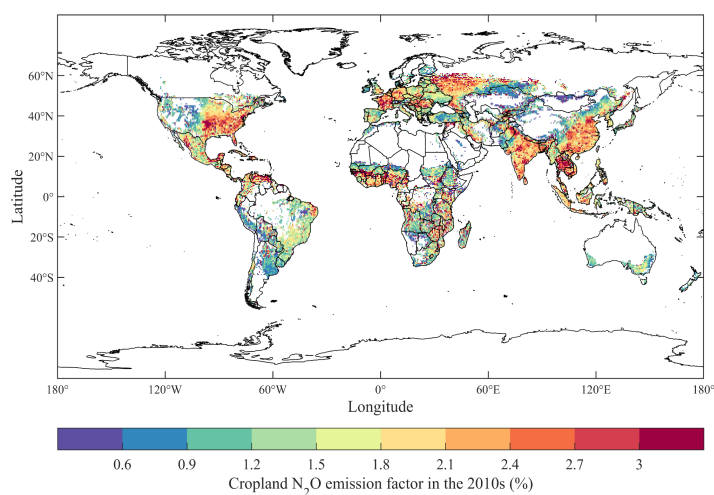 60°N
40°N
20°N
0°
20°S
40°S
Latitude
180°
120°W
60°W
0°
60°E
120°E
180°
Longitude
0.6
0.9
1.2
1.5
1.8
2.1
2.4
2.7
3
Cropland N₂O emission factor in the 2010s (%)